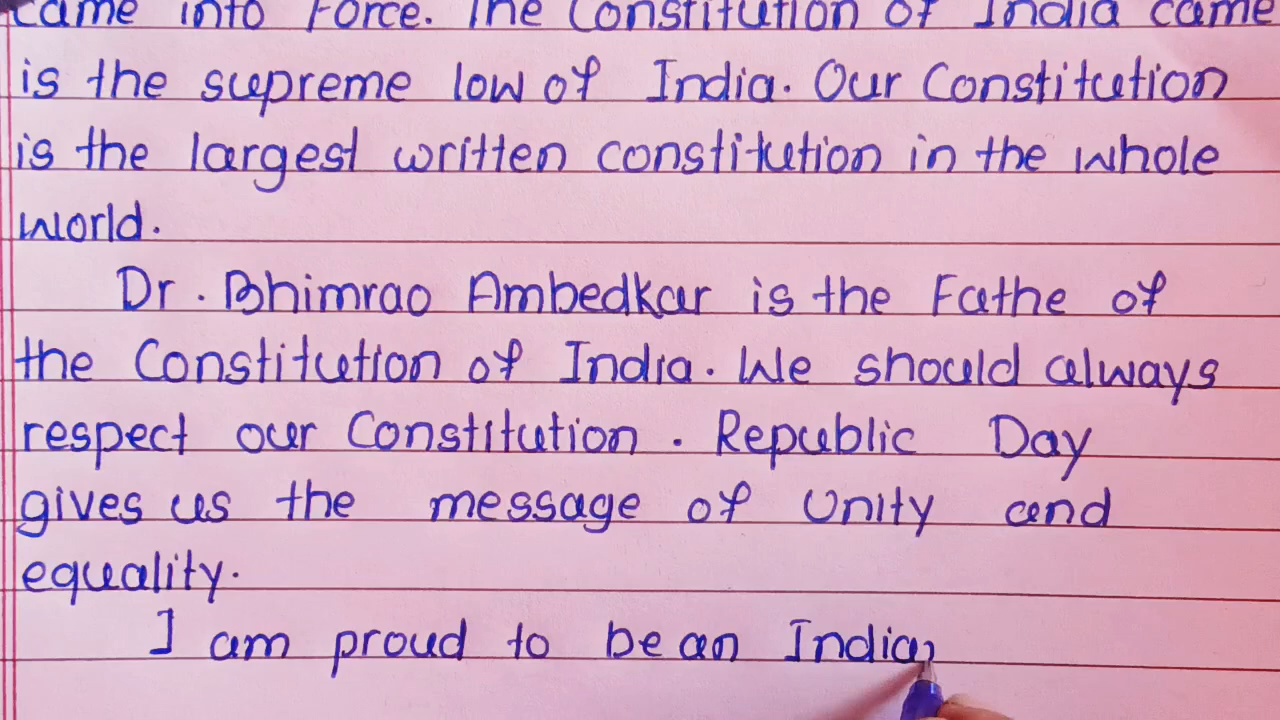 came into Force. The Constitution of India came
is the supreme low of India. Our Constitution
is the largest written constitution in the whole
world.
Dr. Bhimrao Ambedkar is the Fathe of
the Constitution of India. We should always
respect our Constitution. Republic Day
gives us the message of Unity and
equality.
I am proud to be an Indian